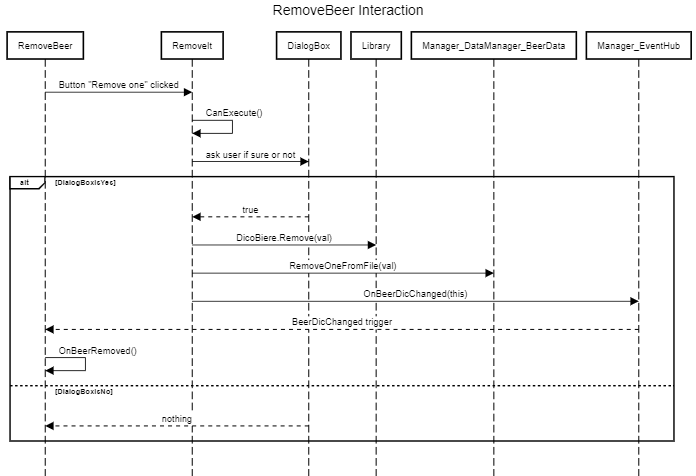 RemoveBeer Interaction
RemoveBeer
RemoveIt
DialogBox
Library
Manager_DataManager_BeerData
Manager_EventHub
Button "Remove one" clicked
CanExecute()
ask user if sure or not
alt
[DialogBoxIsYes]
true
DicoBiere.Remove(val)
RemoveOneFromFile(val)
OnBeerDicChanged(this)
BeerDicChanged trigger
OnBeerRemoved()
[DialogBoxIsNo]
nothing